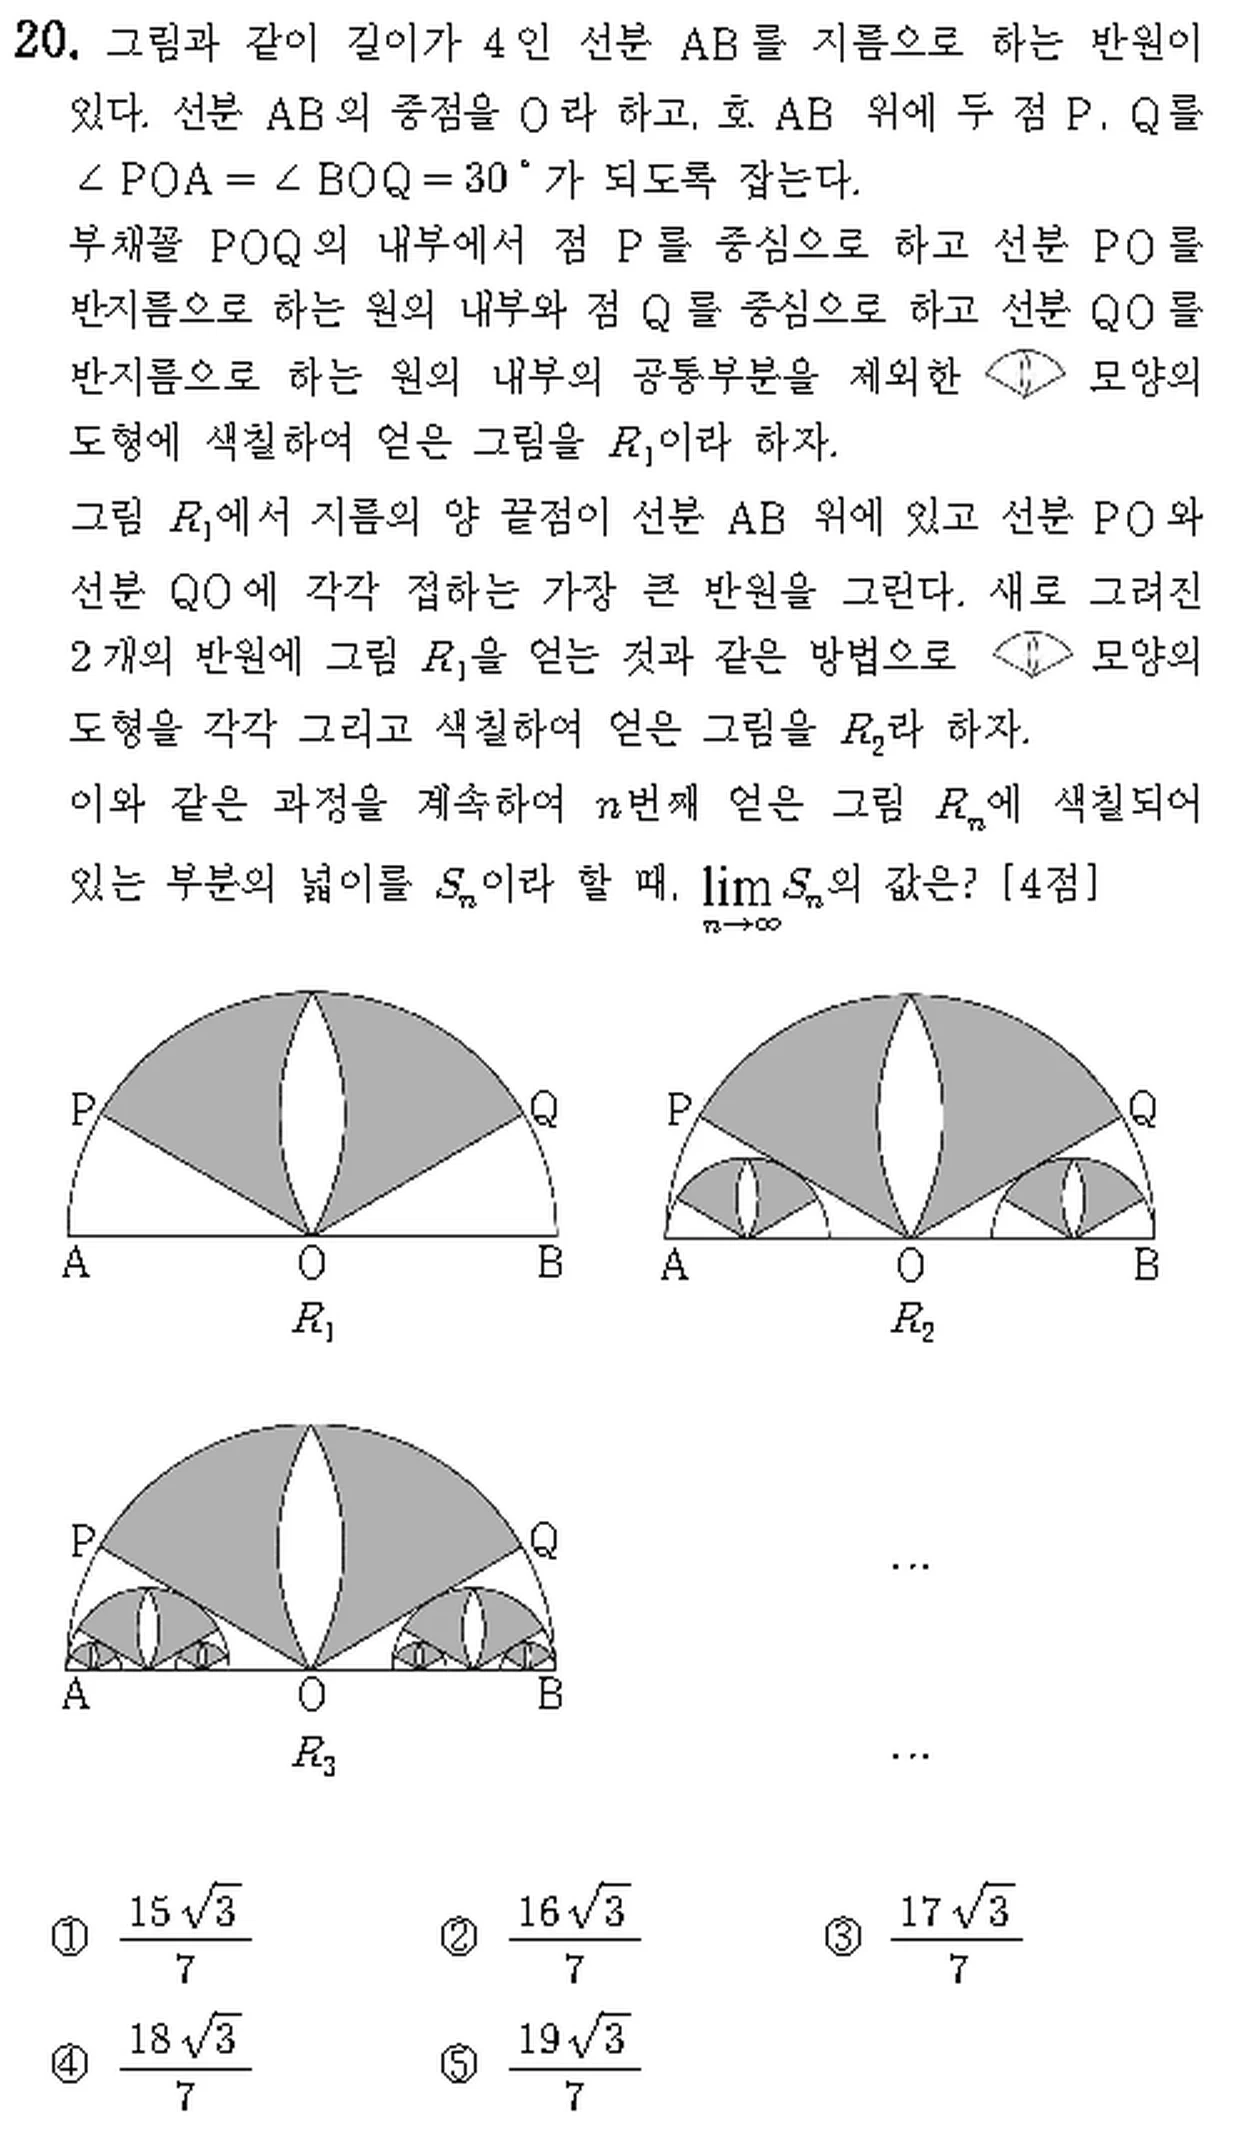 20. 그림과 같이 길이가 4인 선분 AB를 지름으로 하는 반원이
있다. 선분 AB의 중점을 O라 하고, 호 AB 위에 두 점 P, Q를
∠POA = ∠BOQ = 30°가 되도록 잡는다.
부채꼴 POQ의 내부에서 점 P를 중심으로 하고 선분 PO를
반지름으로 하는 원의 내부와 점 Q를 중심으로 하고 선분 QO를
반지름으로 하는 원의 내부의 공통부분을 제외한 모양의
도형에 색칠하여 얻은 그림을 R₁이라 하자.
그림 R₁에서 지름의 양 끝점이 선분 AB 위에 있고 선분 PO와
선분 QO에 각각 접하는 가장 큰 반원을 그린다. 새로 그려진
2개의 반원에 그림 R₁을 얻는 것과 같은 방법으로 모양의
도형을 각각 그리고 색칠하여 얻은 그림을 R₂라 하자.
이와 같은 과정을 계속하여 n번째 얻은 그림 Rₙ에 색칠되어
있는 부분의 넓이를 Sₙ이라 할 때, lim n→∞ Sₙ의 값은? [4점]
P Q P Q
A O B A O B
R₁ R₂
P Q …
A O B
R₃ …
① 15√3/7 ② 16√3/7 ③ 17√3/7
④ 18√3/7 ⑤ 19√3/7